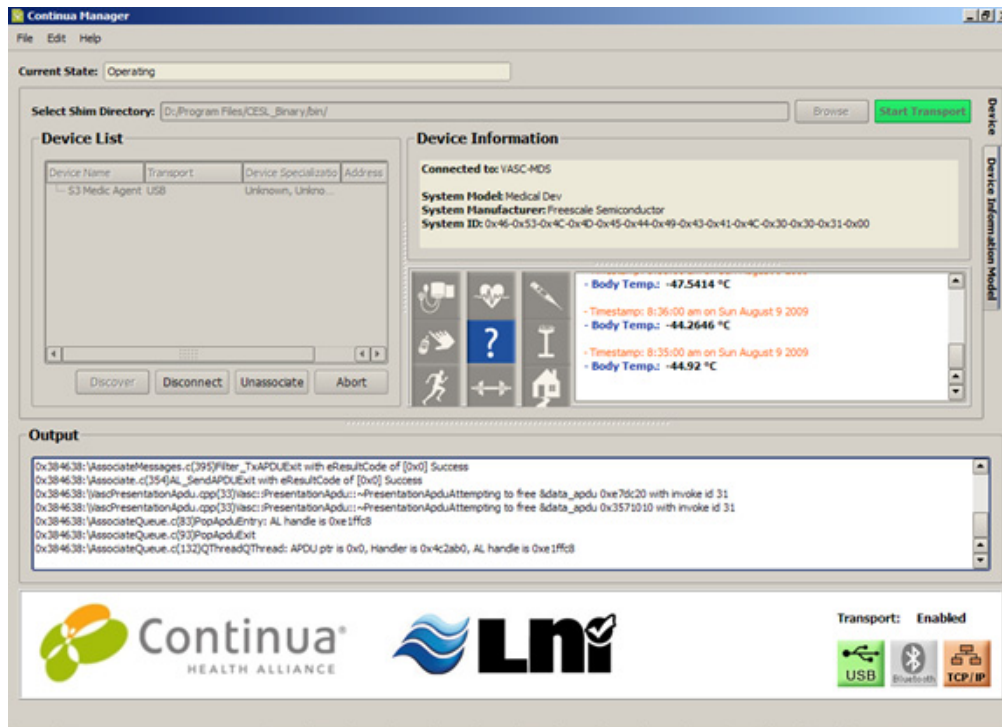 Continua Manager
File Edit Help
Current State: Operating
Select Shim Directory: D:/Program Files/CESL_Binary/bin/ Browse Start Transport
Device
Device Information Model
Device List
Device Name Transport Device Specializatio Address
S3 Medic Agent USB Unknown, Unkno...
Discover Disconnect Unassociate Abort
Device Information
Connected to: VASC-MDS
System Model: Medical Dev
System Manufacturer: Freescale Semiconductor
System ID: 0x46-0x53-0x4C-0x4D-0x45-0x44-0x49-0x43-0x41-0x4C-0x30-0x30-0x31-0x00
?
- Body Temp.: -47.5414 °C
- Timestamp: 8:36:00 am on Sun August 9 2009
- Body Temp.: -44.2646 °C
- Timestamp: 8:35:00 am on Sun August 9 2009
- Body Temp.: -44.92 °C
Output
0x384638:\AssociateMessages.c(395)Filter_TxAPDUExit with eResultCode of [0x0] Success
0x384638:\Associate.c(354)AL_SendAPDUExit with eResultCode of [0x0] Success
0x384638:\VascPresentationApdu.cpp(33)Vasc::PresentationApdu::~PresentationApduAttempting to free &data_apdu 0xe7dc20 with invoke id 31
0x384638:\VascPresentationApdu.cpp(33)Vasc::PresentationApdu::~PresentationApduAttempting to free &data_apdu 0x3571010 with invoke id 31
0x384638:\AssociateQueue.c(83)PopApduEntry: AL handle is 0xe1ffc8
0x384638:\AssociateQueue.c(93)PopApduExit
0x384638:\AssociateQueue.c(132)QThreadQThread: APDU ptr is 0x0, Handler is 0x4c2ab0, AL handle is 0xe1ffc8
Continua®
HEALTH ALLIANCE
LNI
Transport: Enabled
USB Bluetooth TCP/IP